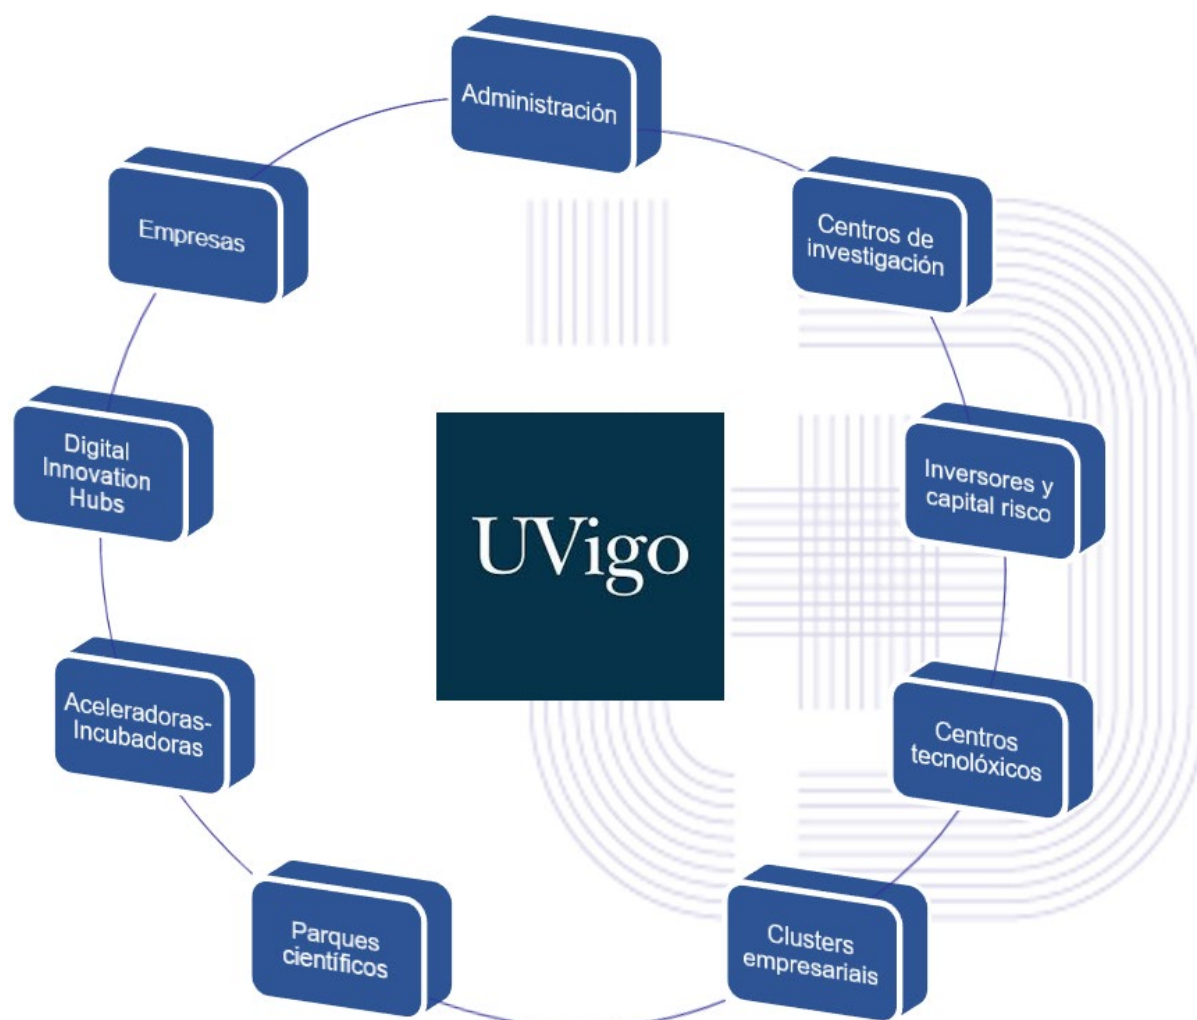 Administración
Centros de
investigación
Inversores y
capital risco
Centros
tecnolóxicos
Clusters
empresariais
Parques
científicos
Aceleradoras-
Incubadoras
Digital
Innovation
Hubs
Empresas
UVigo